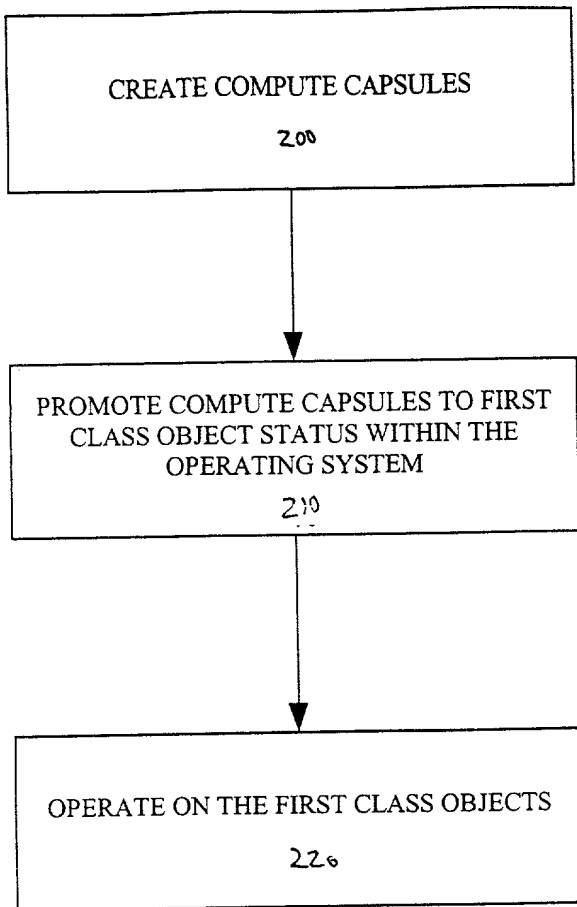 CREATE COMPUTE CAPSULES
200
PROMOTE COMPUTE CAPSULES TO FIRST
CLASS OBJECT STATUS WITHIN THE
OPERATING SYSTEM
210
OPERATE ON THE FIRST CLASS OBJECTS
220